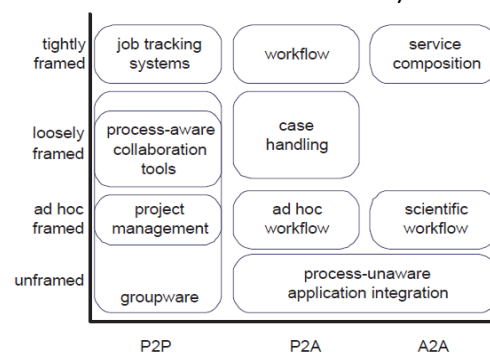 tightly
framed
job tracking
systems
workflow
service
composition
loosely
framed
process-aware
collaboration
tools
case
handling
ad hoc
framed
project
management
ad hoc
workflow
scientific
workflow
unframed
groupware
process-unaware
application integration
P2P
P2A
A2A